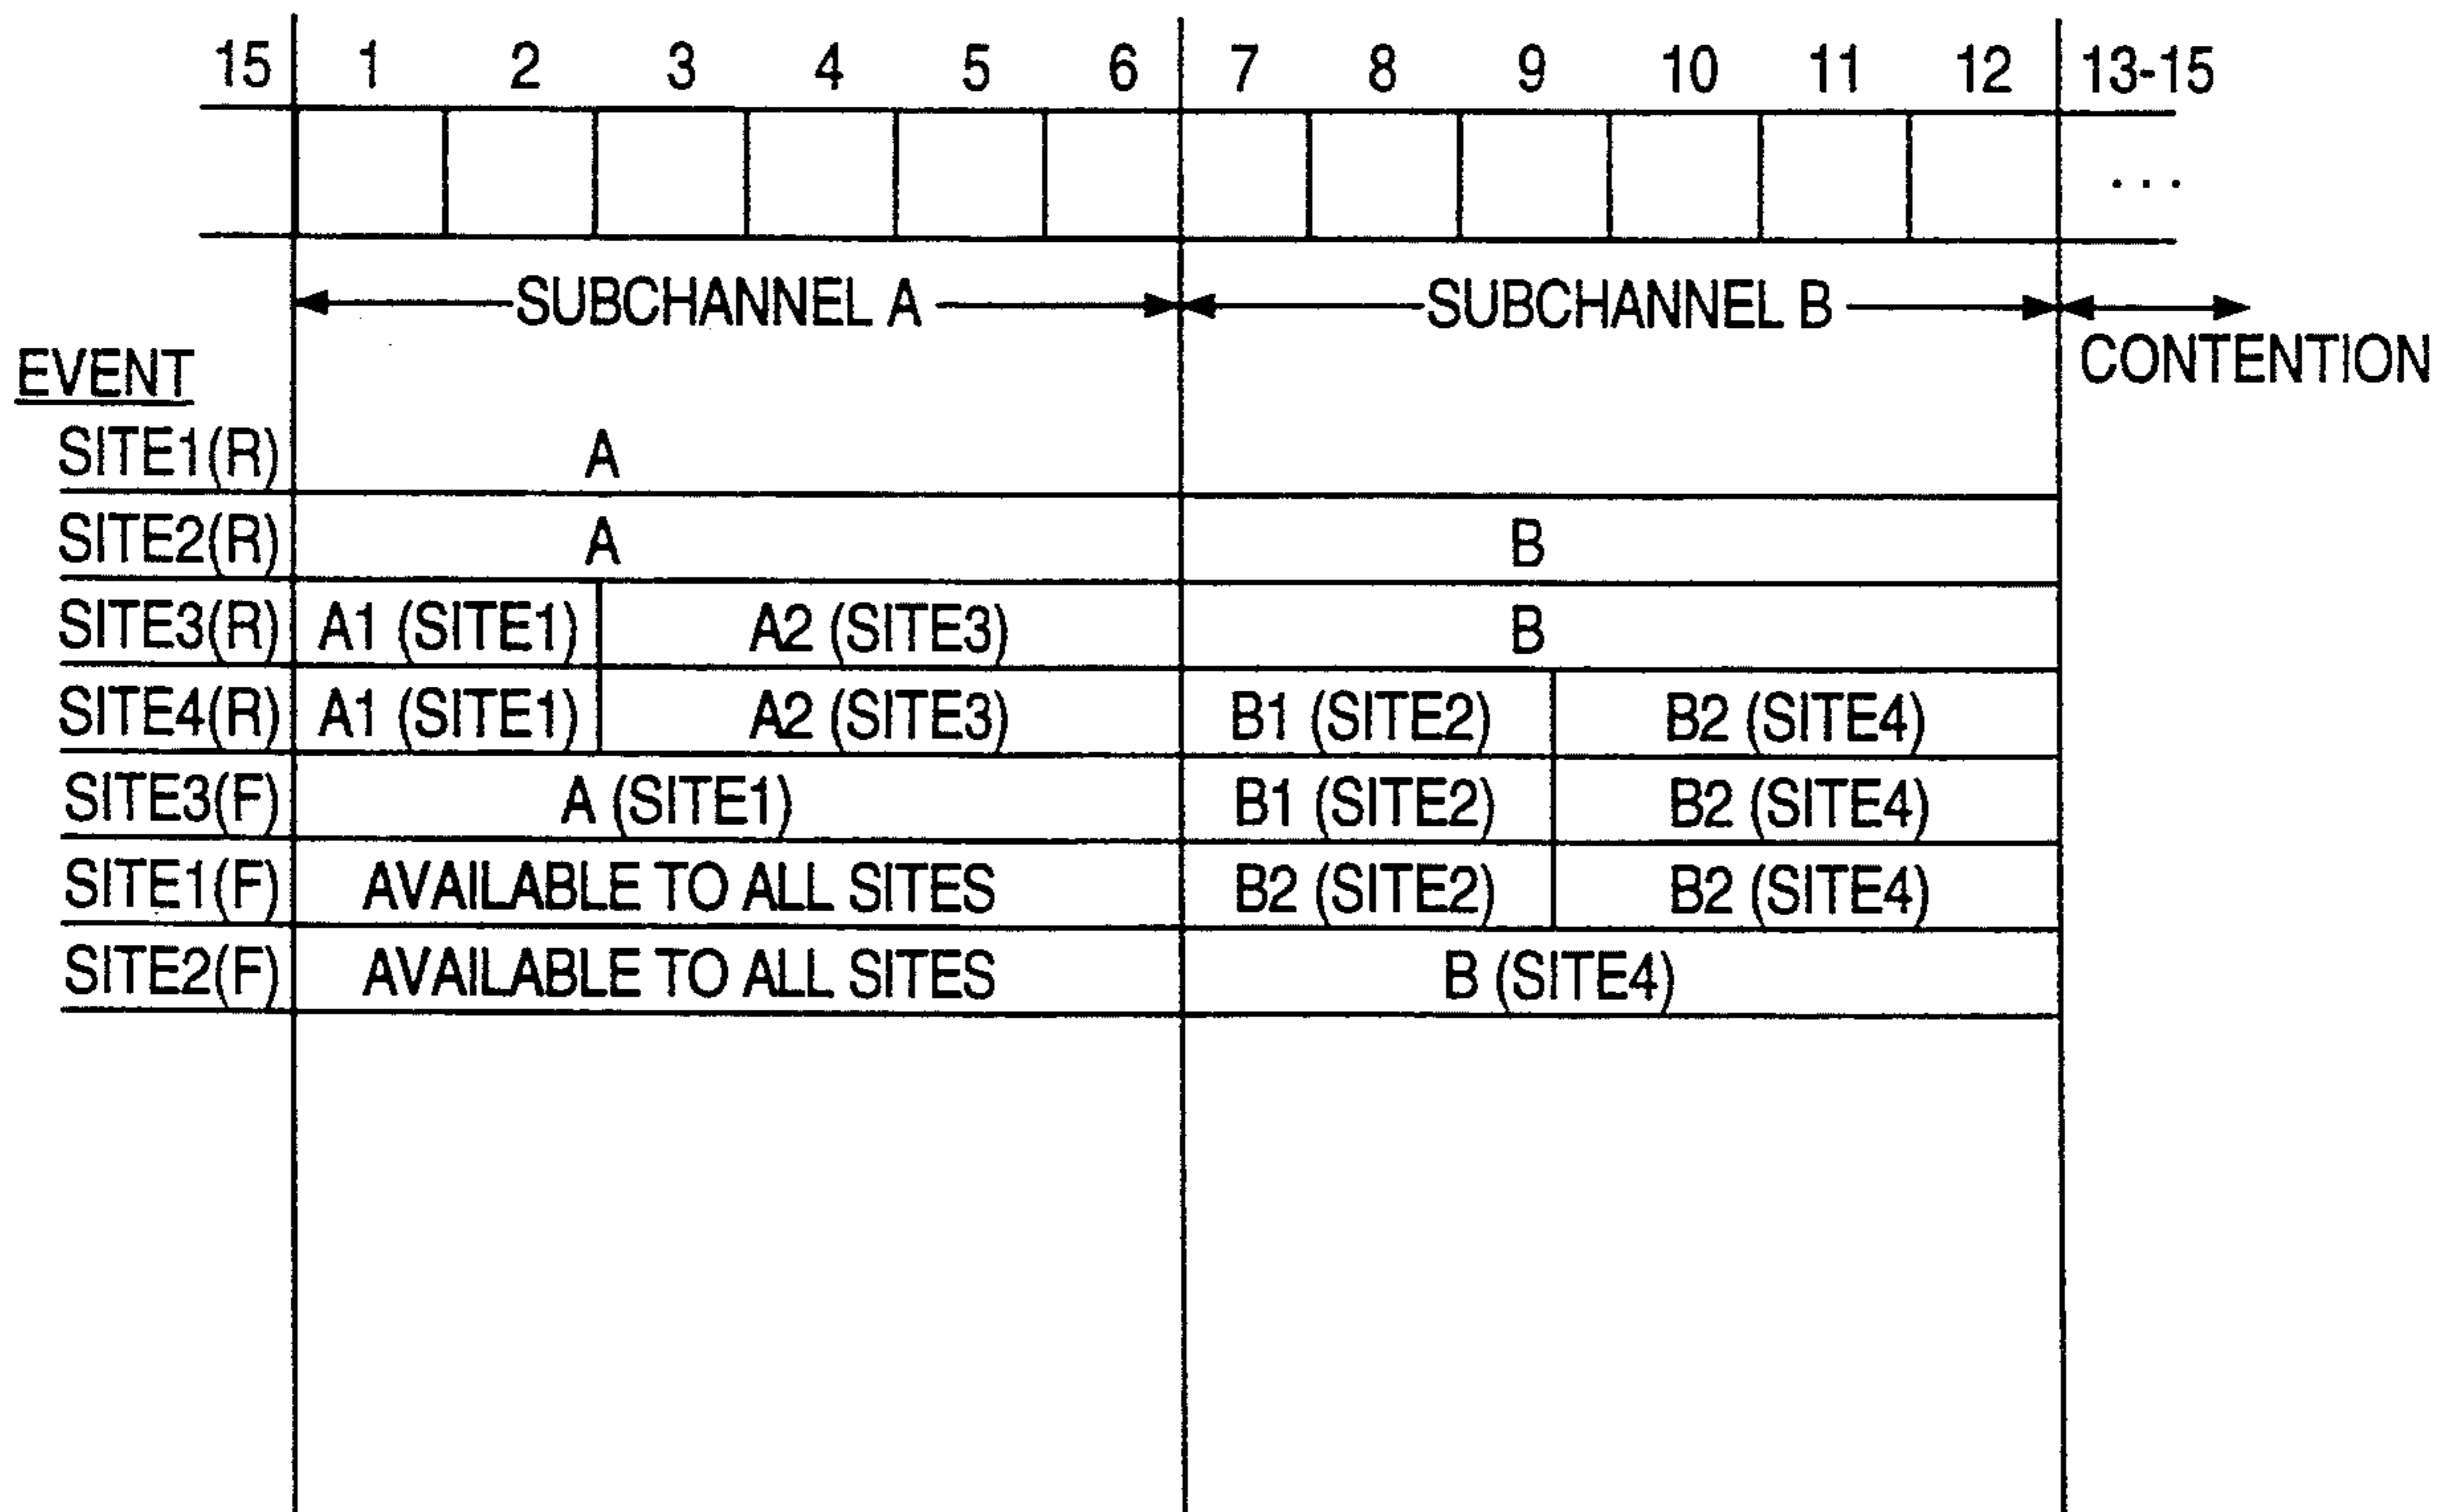 15 1 2 3 4 5 6 7 8 9 10 11 12 13-15
...
SUBCHANNEL A SUBCHANNEL B
EVENT CONTENTION
SITE1(R) A
SITE2(R) A B
SITE3(R) A1 (SITE1) A2 (SITE3) B
SITE4(R) A1 (SITE1) A2 (SITE3) B1 (SITE2) B2 (SITE4)
SITE3(F) A (SITE1) B1 (SITE2) B2 (SITE4)
SITE1(F) AVAILABLE TO ALL SITES B2 (SITE2) B2 (SITE4)
SITE2(F) AVAILABLE TO ALL SITES B (SITE4)